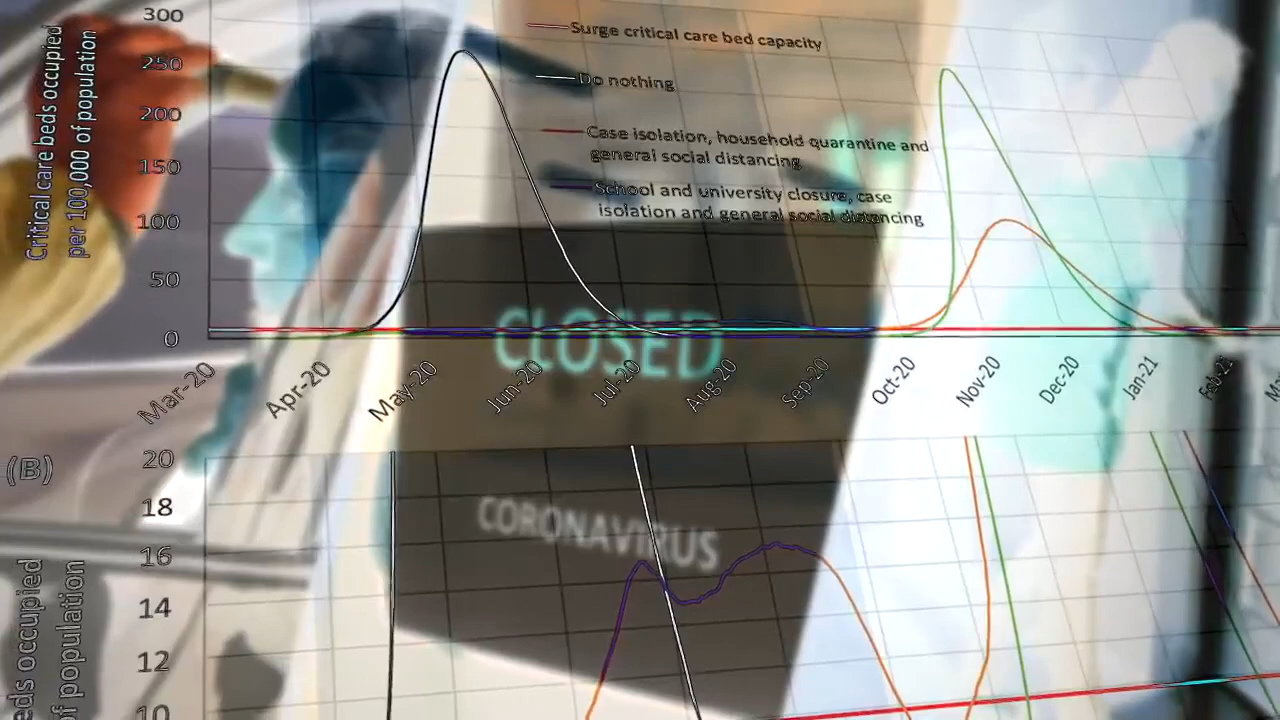 300
250
200
150
100
50
0
Critical care beds occupied
per 100,000 of population
Surge critical care bed capacity
Do nothing
Case isolation, household quarantine and
general social distancing
School and university closure, case
isolation and general social distancing
CLOSED
Mar-20
Apr-20
May-20
Jun-20
Jul-20
Aug-20
Sep-20
Oct-20
Nov-20
Dec-20
Jan-21
Feb-21
(B)
20
18
16
14
12
10
CORONAVIRUS
eds occupied
of population